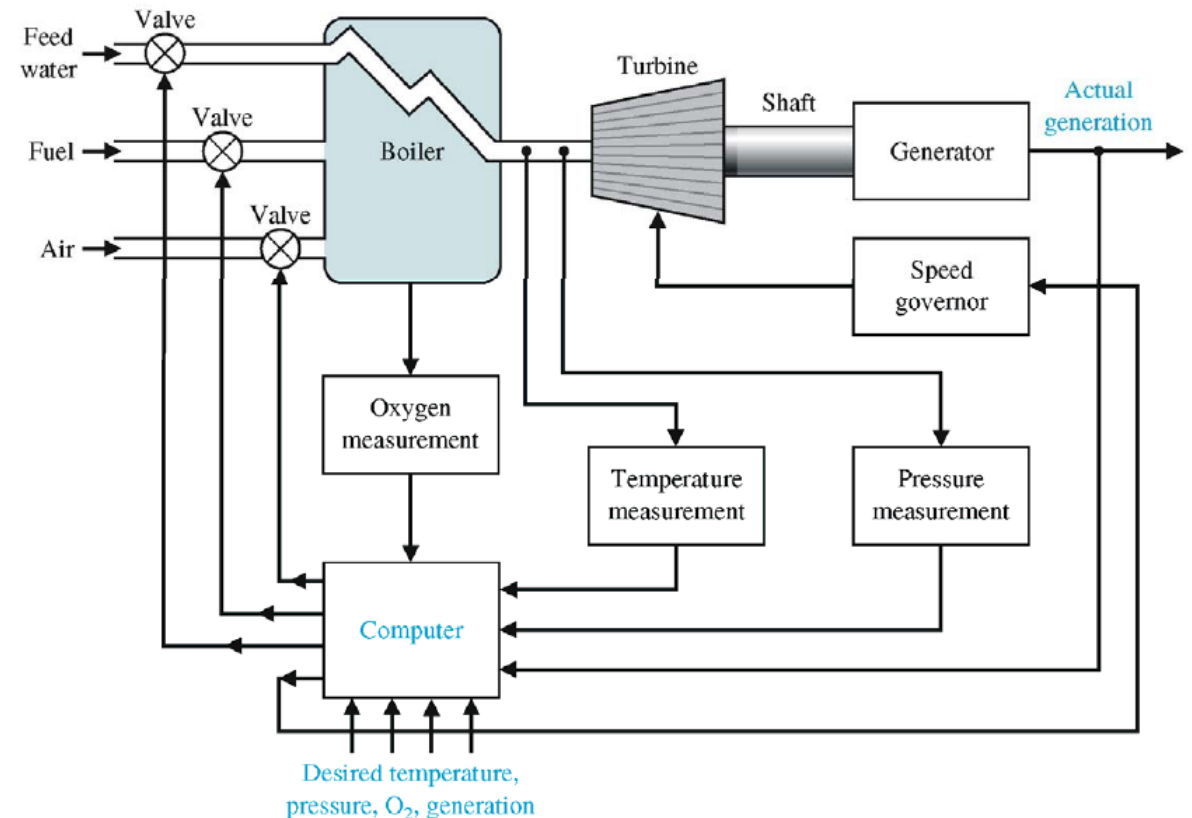 Valve
Feed
water
Turbine
Shaft
Actual
generation
Valve
Fuel
Boiler
Generator
Valve
Air
Speed
governor
Oxygen
measurement
Temperature
measurement
Pressure
measurement
Computer
Desired temperature,
pressure, O₂, generation